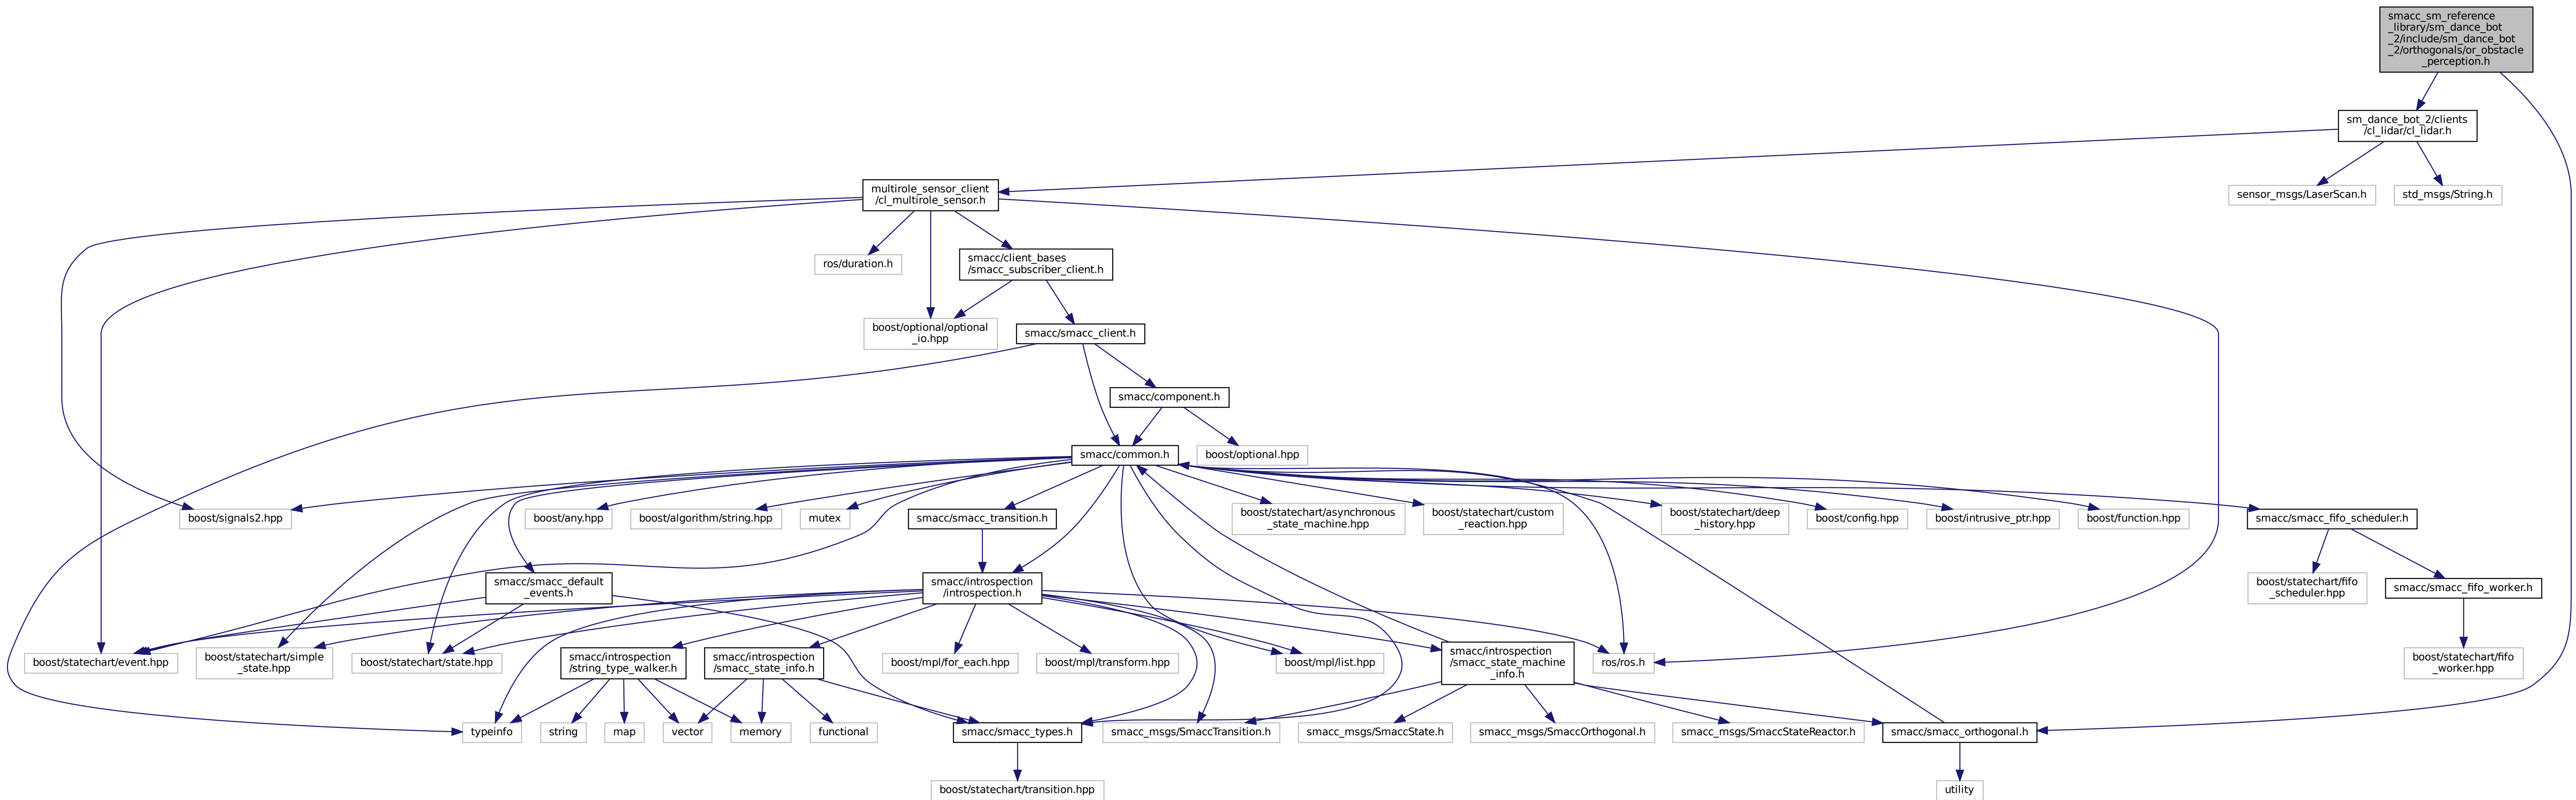 smacc_sm_reference
_library/sm_dance_bot
_2/include/sm_dance_bot
_2/orthogonals/or_obstacle
_perception.h
sm_dance_bot_2/clients
/cl_lidar/cl_lidar.h
multirole_sensor_client
/cl_multirole_sensor.h
sensor_msgs/LaserScan.h
std_msgs/String.h
ros/duration.h
smacc/client_bases
/smacc_subscriber_client.h
boost/optional/optional
_io.hpp
smacc/smacc_client.h
smacc/component.h
smacc/common.h
boost/optional.hpp
boost/signals2.hpp
boost/any.hpp
boost/algorithm/string.hpp
mutex
smacc/smacc_transition.h
boost/statechart/asynchronous
_state_machine.hpp
boost/statechart/custom
_reaction.hpp
boost/statechart/deep
_history.hpp
boost/config.hpp
boost/intrusive_ptr.hpp
boost/function.hpp
smacc/smacc_fifo_scheduler.h
smacc/smacc_default
_events.h
smacc/introspection
/introspection.h
boost/statechart/fifo
_scheduler.hpp
smacc/smacc_fifo_worker.h
boost/statechart/event.hpp
boost/statechart/simple
_state.hpp
boost/statechart/state.hpp
smacc/introspection
/string_type_walker.h
smacc/introspection
/smacc_state_info.h
boost/mpl/for_each.hpp
boost/mpl/transform.hpp
boost/mpl/list.hpp
smacc/introspection
/smacc_state_machine
_info.h
ros/ros.h
boost/statechart/fifo
_worker.hpp
typeinfo
string
map
vector
memory
functional
smacc/smacc_types.h
smacc_msgs/SmaccTransition.h
smacc_msgs/SmaccState.h
smacc_msgs/SmaccOrthogonal.h
smacc_msgs/SmaccStateReactor.h
smacc/smacc_orthogonal.h
boost/statechart/transition.hpp
utility